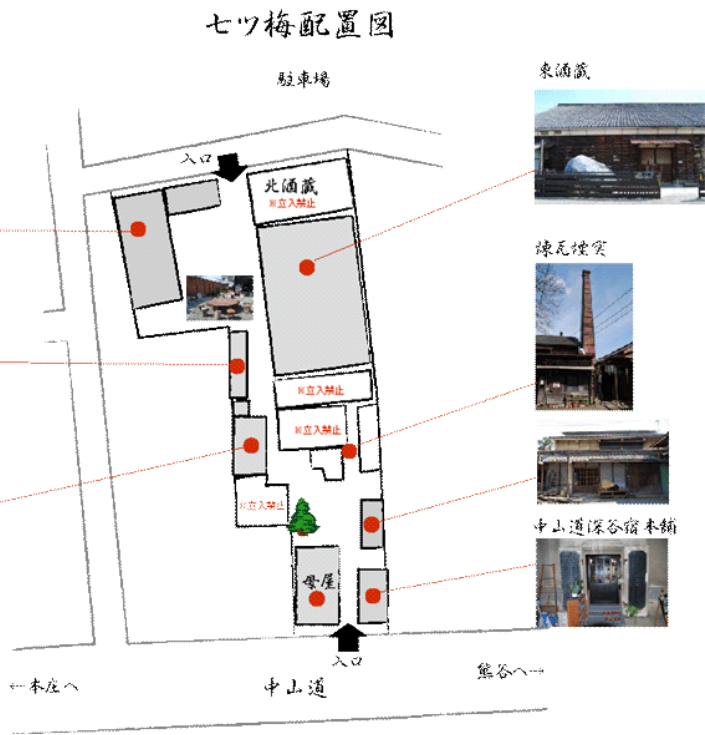 七ツ梅配置図
駐車場
東酒蔵
入口
北酒蔵
※立入禁止
煉瓦煙突
※立入禁止
※立入禁止
※立入禁止
中山道深谷宿本舗
母屋
入口
←本庄へ
中山道
熊谷へ→